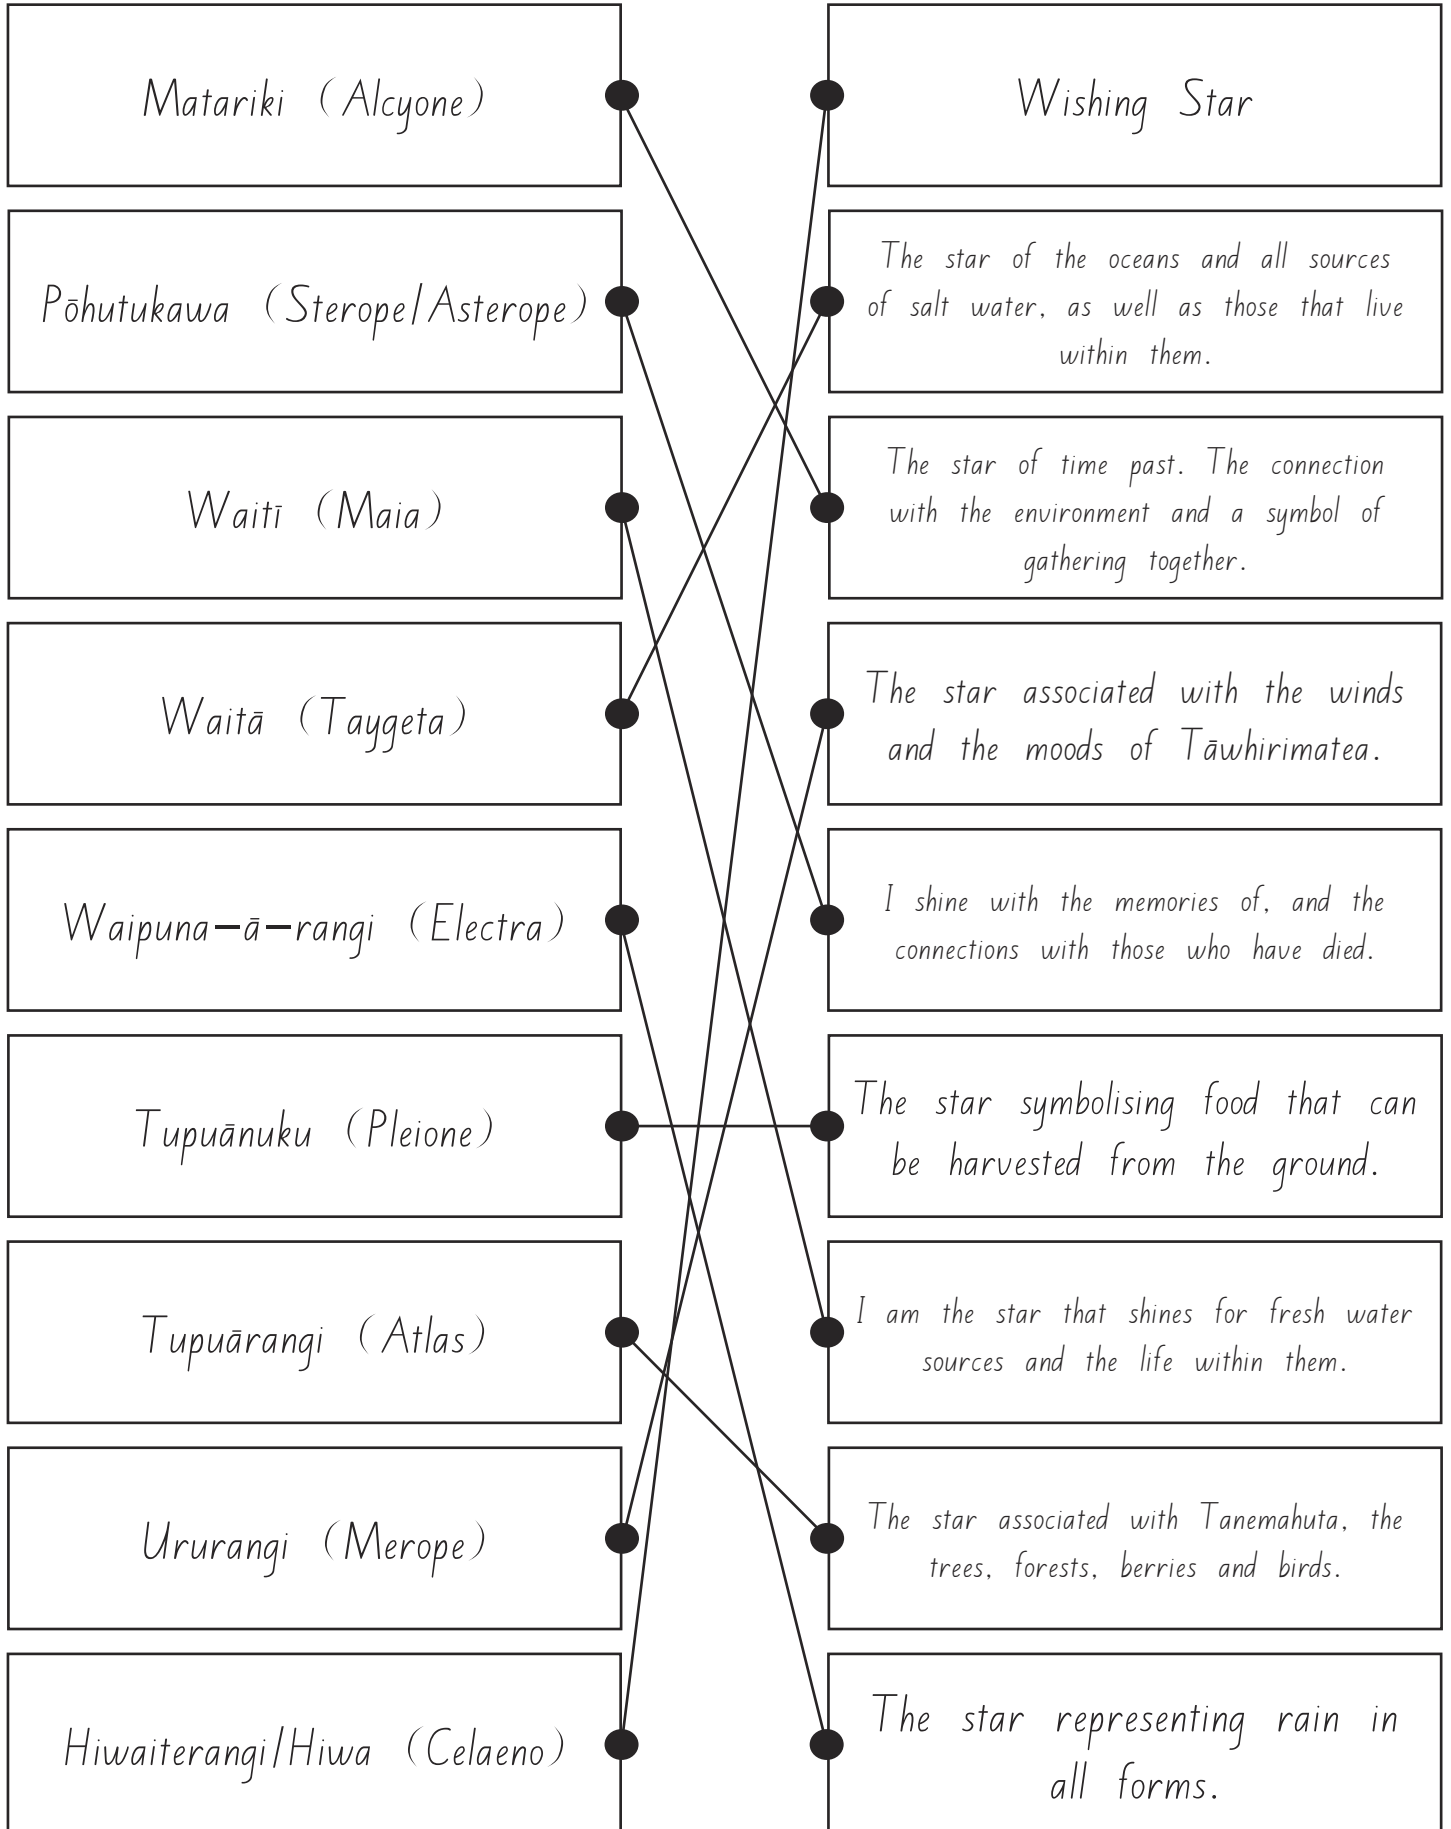 Matariki (Alcyone)
Wishing Star
Pōhutukawa (Sterope/Asterope)
The star of the oceans and all sources
of salt water, as well as those that live
within them.
Waitī (Maia)
The star of time past. The connection
with the environment and a symbol of
gathering together.
Waitā (Taygeta)
The star associated with the winds
and the moods of Tāwhirimatea.
Waipuna-ā-rangi (Electra)
I shine with the memories of, and the
connections with those who have died.
Tupuānuku (Pleione)
The star symbolising food that can
be harvested from the ground.
Tupuārangi (Atlas)
I am the star that shines for fresh water
sources and the life within them.
Ururangi (Merope)
The star associated with Tanemahuta, the
trees, forests, berries and birds.
Hiwaiterangi/Hiwa (Celaeno)
The star representing rain in
all forms.